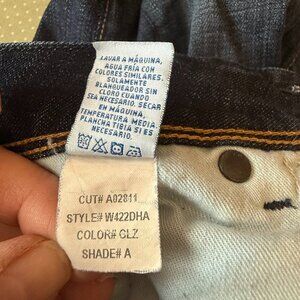 LAVAR A MÁQUINA,
AGUA FRÍA CON
COLORES SIMILARES.
SOLAMENTE
BLANQUEADOR SIN
CLORO CUANDO
SEA NECESARIO. SECAR
EN MÁQUINA,
TEMPERATURA MEDIA
PLANCHA TIBIA SI ES
NECESARIO.
CUT# A02811
STYLE# W422DHA
COLOR# CLZ
SHADE# A